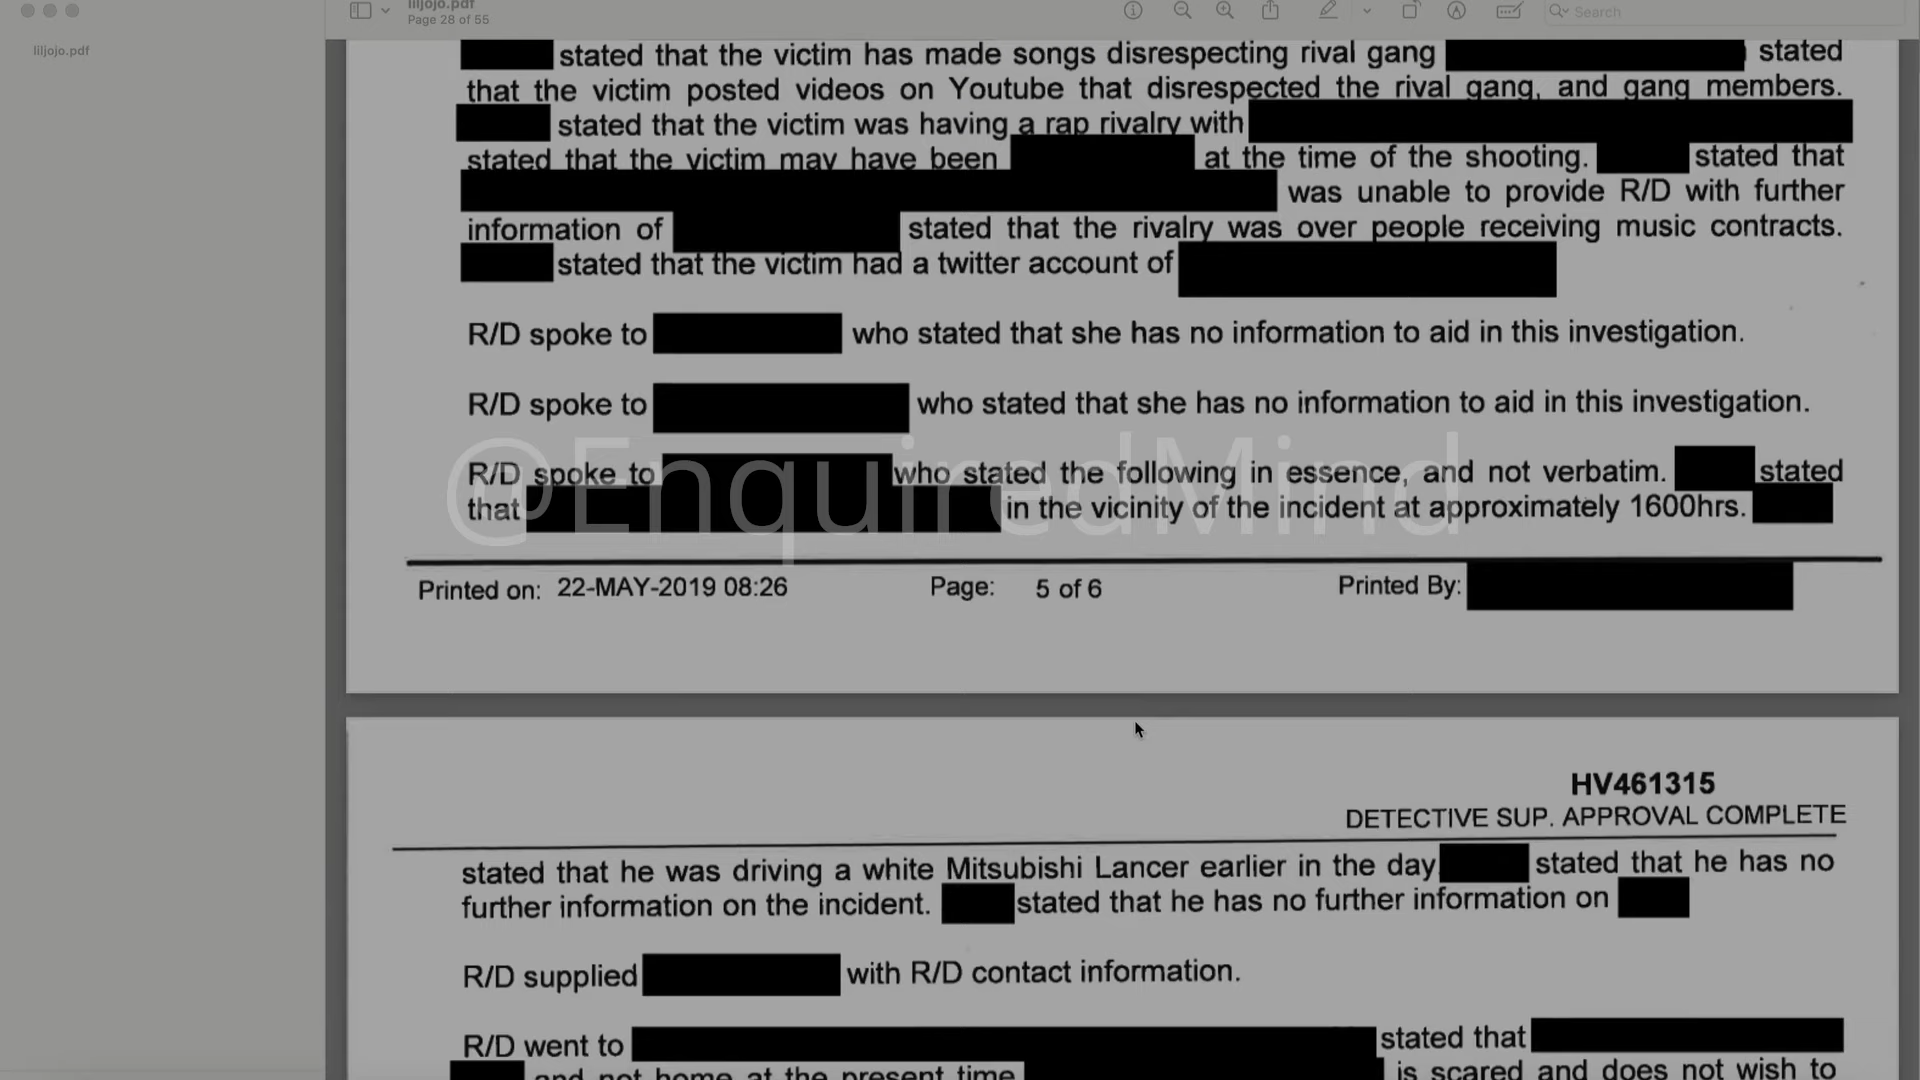 liljojo.pdf
Page 28 of 55
Search
liljojo.pdf
stated that the victim has made songs disrespecting rival gang stated
that the victim posted videos on Youtube that disrespected the rival gang, and gang members.
stated that the victim was having a rap rivalry with
stated that the victim may have been at the time of the shooting. stated that
was unable to provide R/D with further
information of stated that the rivalry was over people receiving music contracts.
stated that the victim had a twitter account of
R/D spoke to who stated that she has no information to aid in this investigation.
R/D spoke to who stated that she has no information to aid in this investigation.
@EnquiredMind
R/D spoke to who stated the following in essence, and not verbatim. stated
that in the vicinity of the incident at approximately 1600hrs.
Printed on: 22-MAY-2019 08:26 Page: 5 of 6 Printed By:
HV461315
DETECTIVE SUP. APPROVAL COMPLETE
stated that he was driving a white Mitsubishi Lancer earlier in the day stated that he has no
further information on the incident. stated that he has no further information on
R/D supplied with R/D contact information.
R/D went to stated that
and not home at the present time is scared and does not wish to